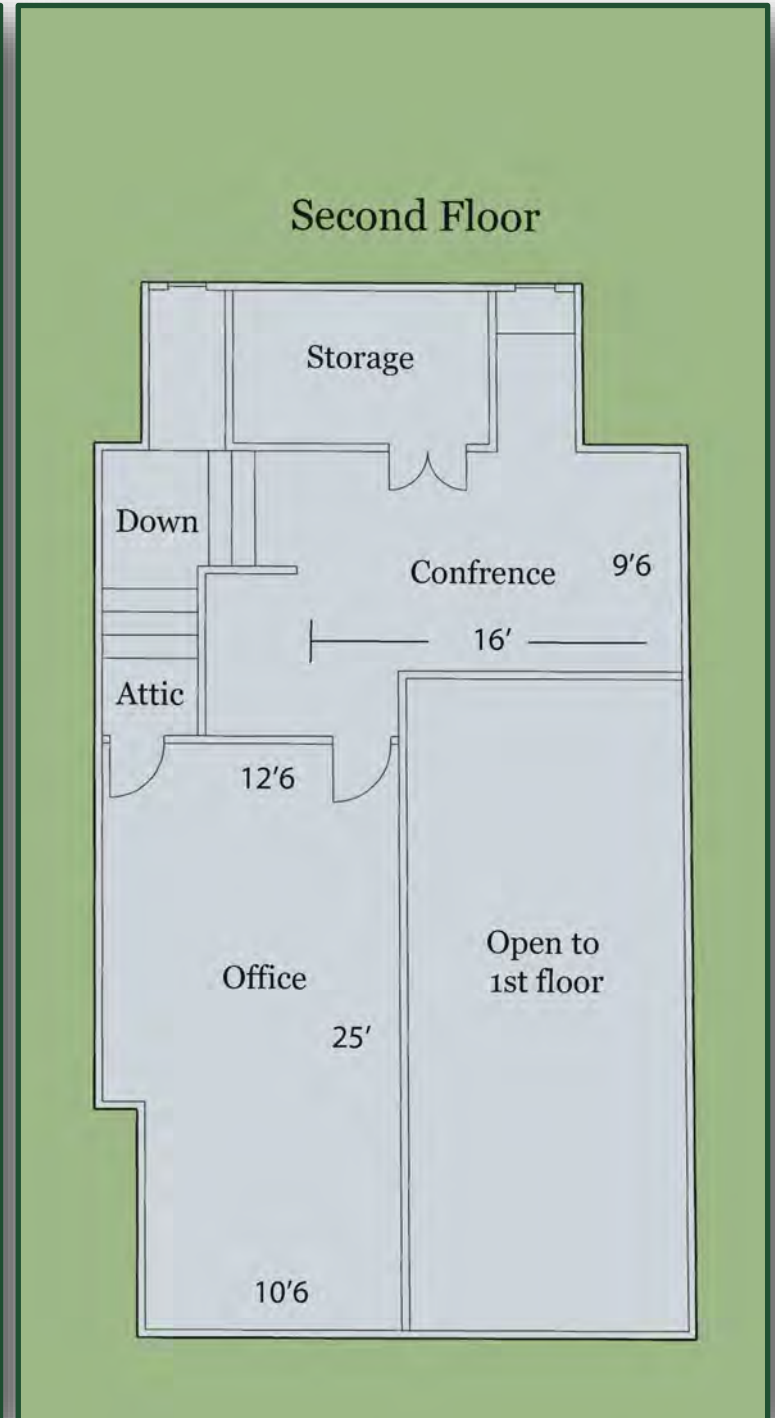 Second Floor
Storage
Down
Confrence
9'6
16'
Attic
12'6
Open to
1st floor
Office
25'
10'6